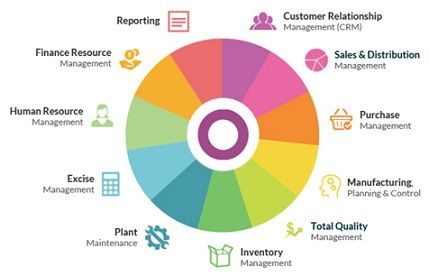 Reporting
Customer Relationship
Management (CRM)
Finance Resource
Management
Sales & Distribution
Management
Human Resource
Management
Purchase
Management
Excise
Management
Manufacturing,
Planning & Control
Plant
Maintenance
Total Quality
Management
Inventory
Management